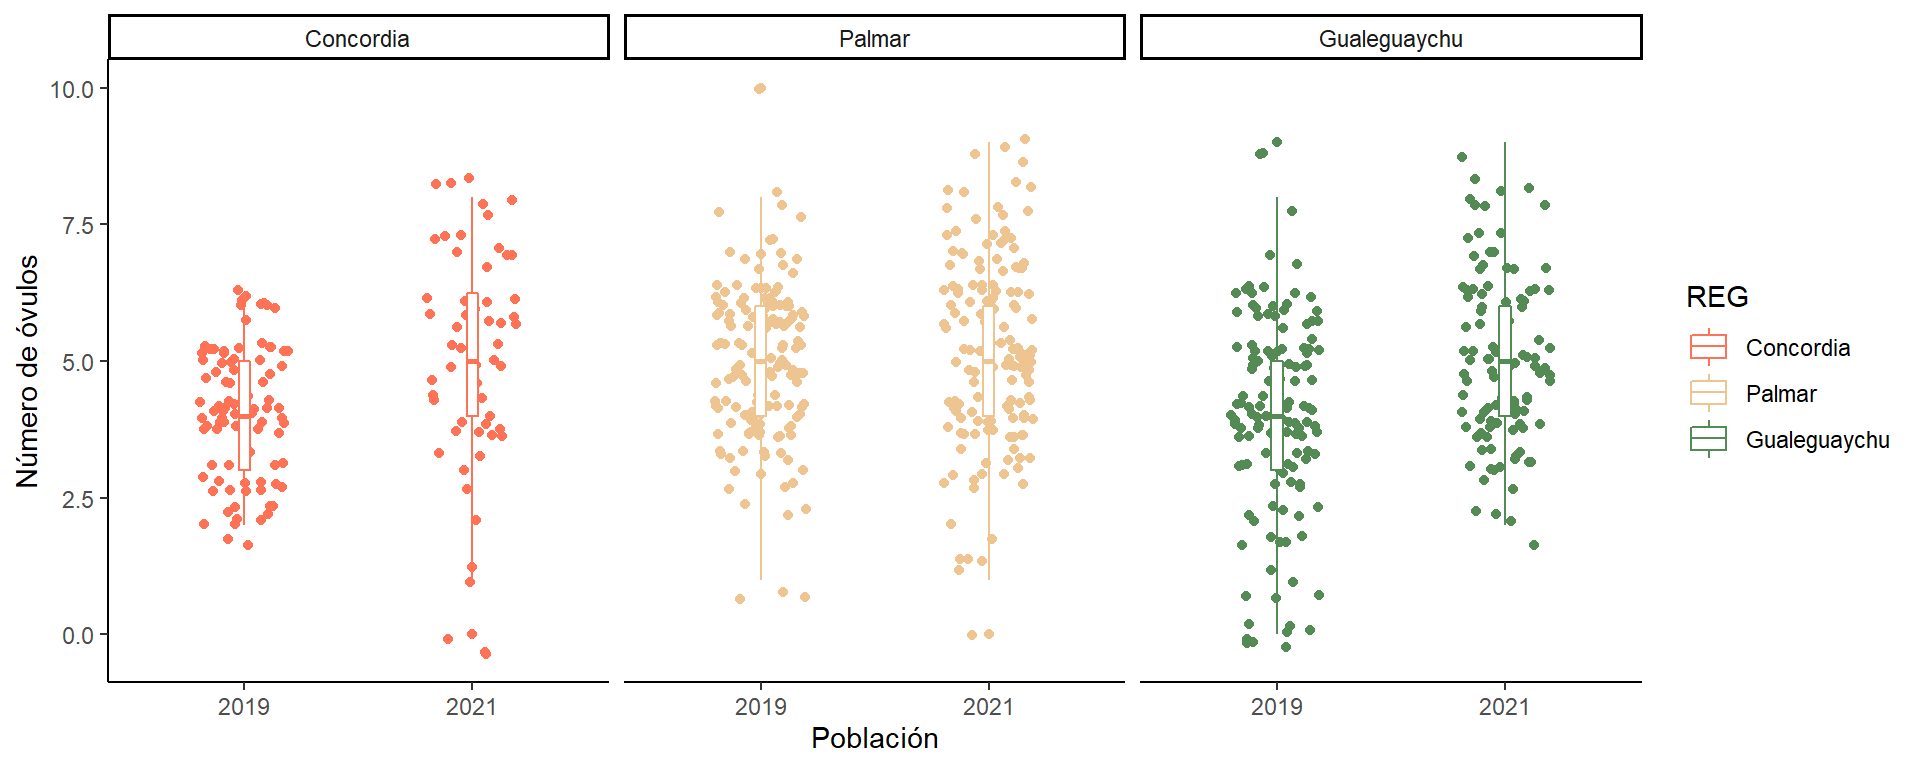 Concordia Palmar Gualeguaychu
10.0
7.5
5.0
2.5
0.0
Número de óvulos
2019 2021 2019 2021 2019 2021
Población
REG
Concordia
Palmar
Gualeguaychu